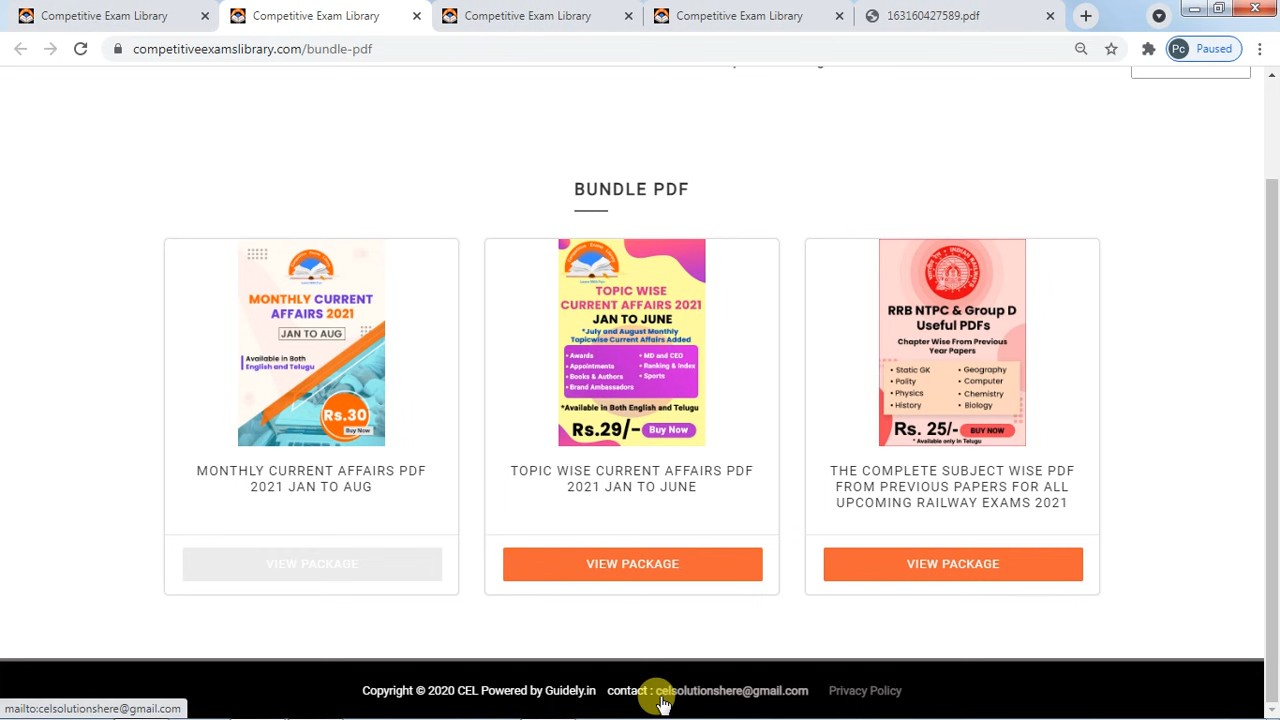 Competitive Exam Library
Competitive Exam Library
Competitive Exam Library
Competitive Exam Library
163160427589.pdf
competitiveexamslibrary.com/bundle-pdf
Pc
Paused
BUNDLE PDF
MONTHLY CURRENT
AFFAIRS 2021
JAN TO AUG
Available in Both
English and Telugu
Rs.30
Buy Now
MONTHLY CURRENT AFFAIRS PDF
2021 JAN TO AUG
VIEW PACKAGE
TOPIC WISE
CURRENT AFFAIRS 2021
JAN TO JUNE
*July and August Monthly
Topicwise Current Affairs Added
• Awards
• Appointments
• Books & Authors
• Brand Ambassadors
• MD and CEO
• Ranking & Index
• Sports
*Available in Both English and Telugu
Rs.29/-
Buy Now
TOPIC WISE CURRENT AFFAIRS PDF
2021 JAN TO JUNE
VIEW PACKAGE
RRB NTPC & Group D
Useful PDFs
Chapter Wise From Previous
Year Papers
• Static GK
• Polity
• Physics
• History
• Geography
• Computer
• Chemistry
• Biology
Rs. 25/-
BUY NOW
* Available only in Telugu
THE COMPLETE SUBJECT WISE PDF
FROM PREVIOUS PAPERS FOR ALL
UPCOMING RAILWAY EXAMS 2021
VIEW PACKAGE
Copyright © 2020 CEL Powered by Guidely.in contact : celsolutionshere@gmail.com Privacy Policy
mailto:celsolutionshere@gmail.com